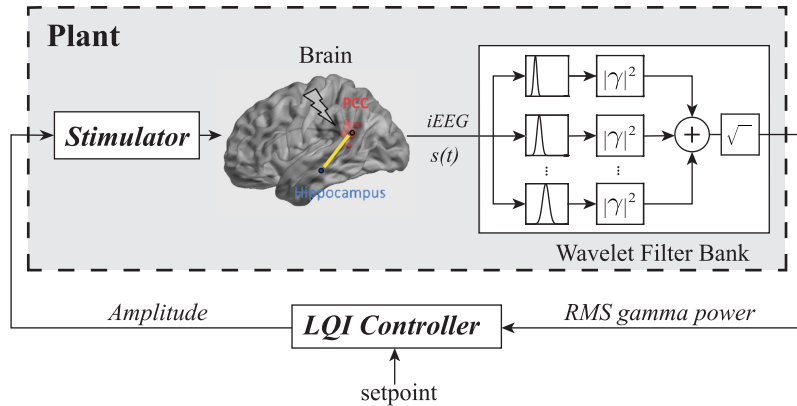 Plant
Brain
PCC
Hippocampus
Stimulator
iEEG
s(t)
|γ|²
|γ|²
...
|γ|²
+
√
Wavelet Filter Bank
Amplitude
LQI Controller
RMS gamma power
setpoint